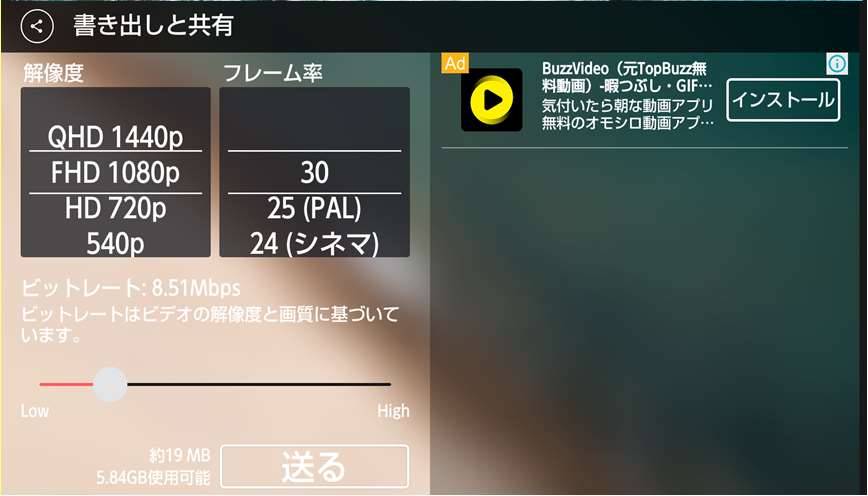 書き出しと共有
解像度
フレーム率
QHD 1440p
FHD 1080p
HD 720p
540p
30
25 (PAL)
24 (シネマ)
ビットレート: 8.51Mbps
ビットレートはビデオの解像度と画質に基づいて
います。
Low
High
約19 MB
5.84GB使用可能
送る
Ad
BuzzVideo（元TopBuzz無
料動画）-暇つぶし・GIF…
気付いたら朝な動画アプリ
無料のオモシロ動画アプ…
インストール